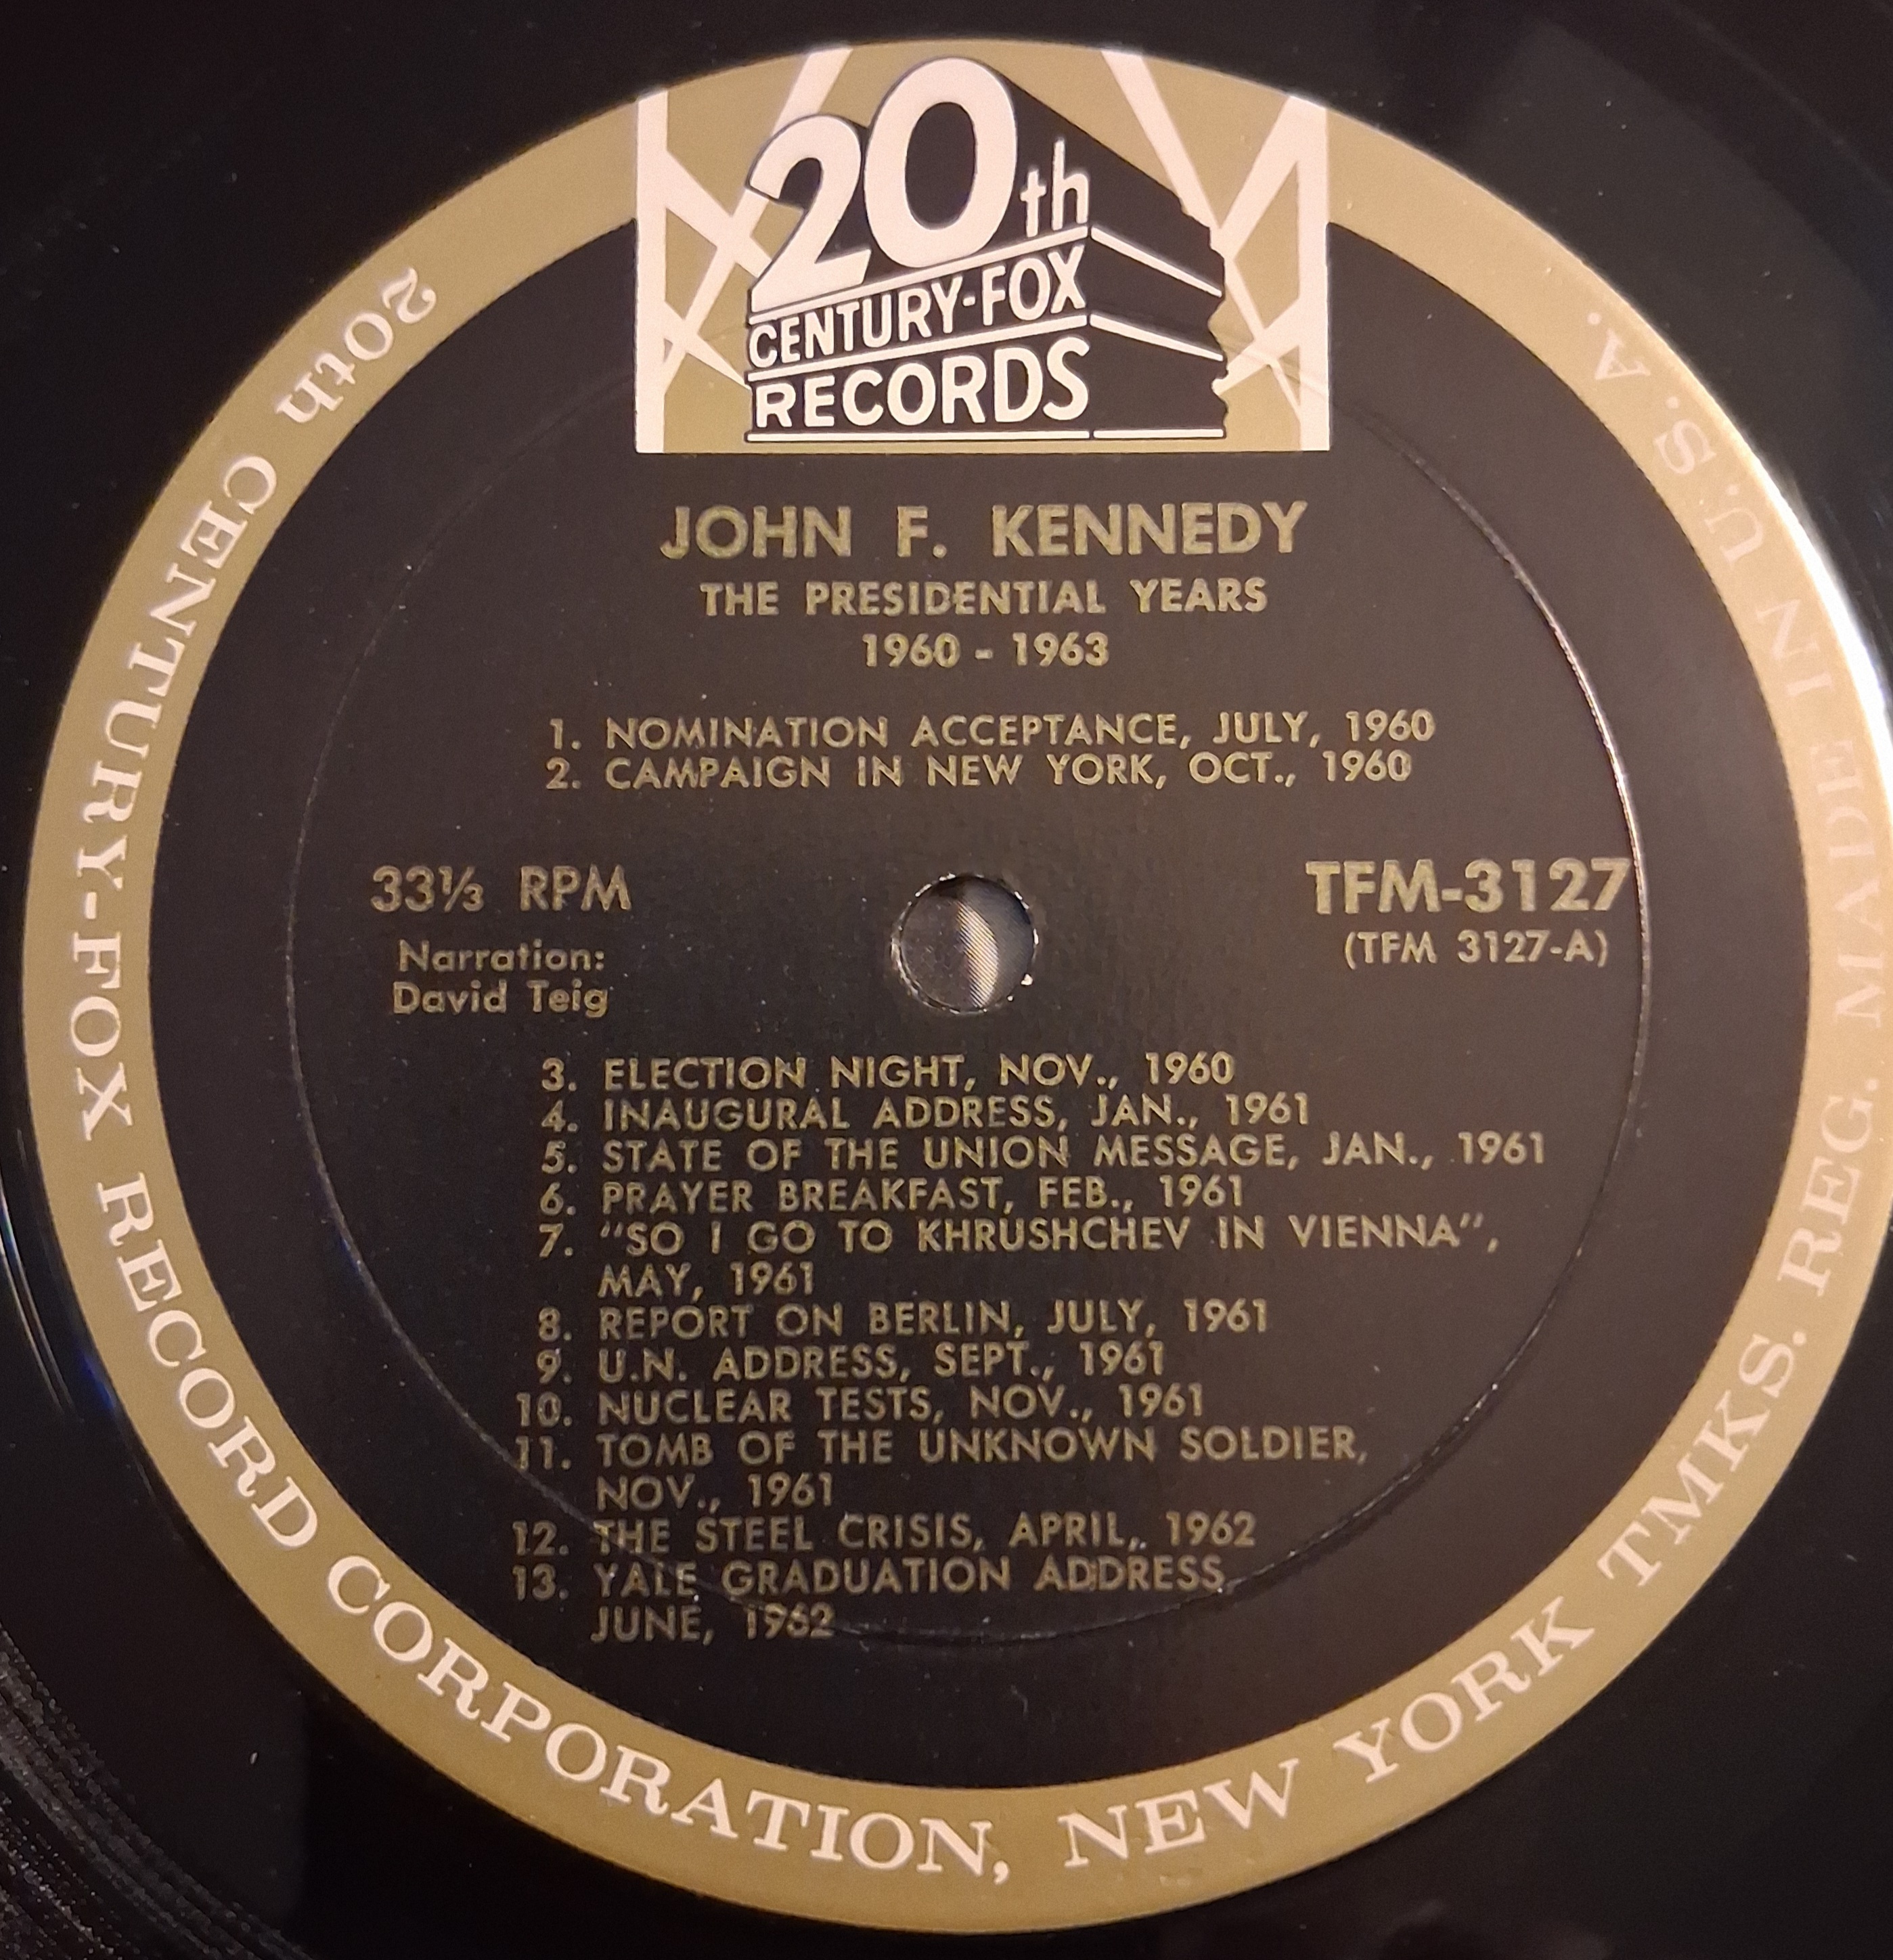 20th
CENTURY-FOX
RECORDS
JOHN F. KENNEDY
THE PRESIDENTIAL YEARS
1960 - 1963
1. NOMINATION ACCEPTANCE, JULY, 1960
2. CAMPAIGN IN NEW YORK, OCT., 1960
33⅓ RPM
Narration:
David Teig
TFM-3127
(TFM 3127-A)
3. ELECTION NIGHT, NOV., 1960
4. INAUGURAL ADDRESS, JAN., 1961
5. STATE OF THE UNION MESSAGE, JAN., 1961
6. PRAYER BREAKFAST, FEB., 1961
7. "SO I GO TO KHRUSHCHEV IN VIENNA",
MAY, 1961
8. REPORT ON BERLIN, JULY, 1961
9. U.N. ADDRESS, SEPT., 1961
10. NUCLEAR TESTS, NOV., 1961
11. TOMB OF THE UNKNOWN SOLDIER,
NOV., 1961
12. THE STEEL CRISIS, APRIL, 1962
13. YALE GRADUATION ADDRESS,
JUNE, 1962
20th CENTURY-FOX RECORD CORPORATION, NEW YORK TMKS. REG. MADE IN U.S.A.